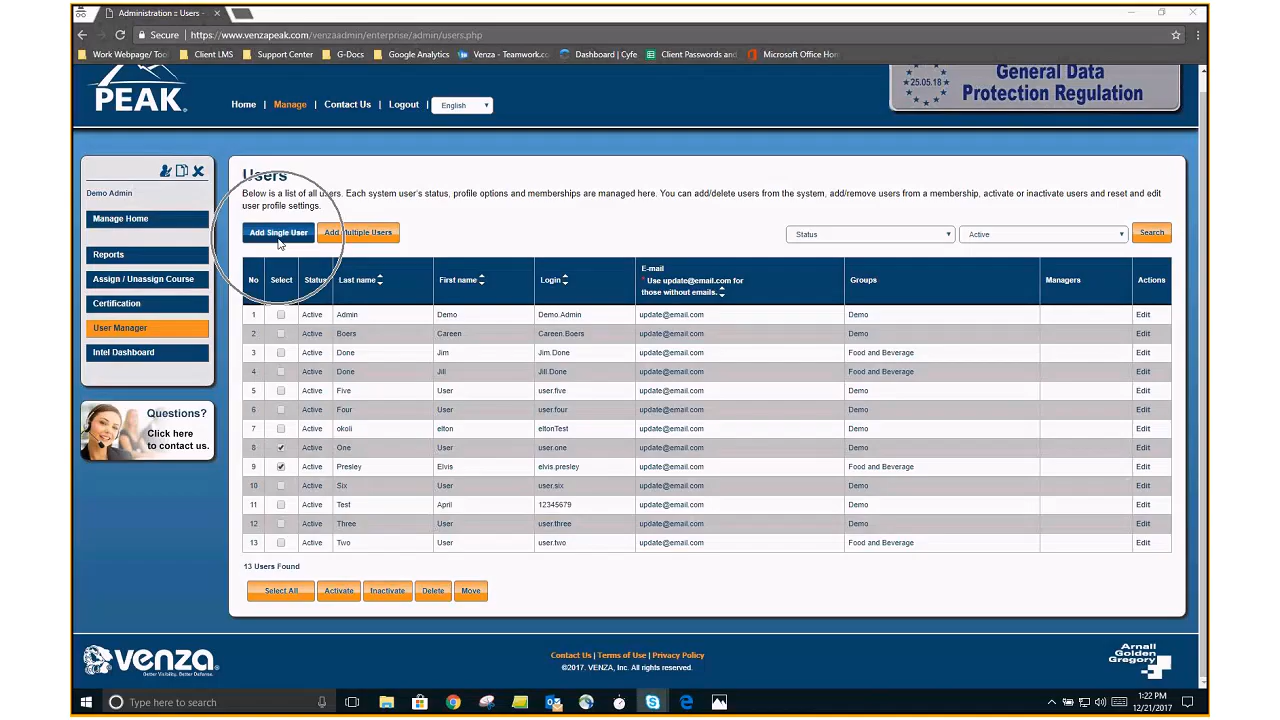 Administration :: Users -
Secure | https://www.venzapeak.com/venzaadmin/enterprise/admin/users.php
Work Webpage/ Too Client LMS Support Center G-Docs Google Analytics Venza - Teamwork.co Dashboard | Cyfe Client Passwords and Microsoft Office Hom
PEAK®
Home | Manage | Contact Us | Logout English
25.05.18
General Data
Protection Regulation
Demo Admin
Manage Home
Reports
Assign / Unassign Course
Certification
User Manager
Intel Dashboard
Questions?
Click here
to contact us.
Users
Below is a list of all users. Each system user's status, profile options and memberships are managed here. You can add/delete users from the system, add/remove users from a membership, activate or inactivate users and reset and edit
user profile settings.
Add Single User Add Multiple Users Status Active Search
No Select Status Last name First name Login E-mail * Use update@email.com for those without emails. Groups Managers Actions
1 Active Admin Demo Demo.Admin update@email.com Demo Edit
2 Active Boers Careen Careen.Boers update@email.com Demo Edit
3 Active Done Jim Jim.Done update@email.com Food and Beverage Edit
4 Active Done Jill Jill.Done update@email.com Food and Beverage Edit
5 Active Five User user.five update@email.com Demo Edit
6 Active Four User user.four update@email.com Demo Edit
7 Active okoli elton eltonTest update@email.com Demo Edit
8 Active One User user.one update@email.com Demo Edit
9 Active Presley Elvis elvis.presley update@email.com Food and Beverage Edit
10 Active Six User user.six update@email.com Demo Edit
11 Active Test April 12345679 update@email.com Demo Edit
12 Active Three User user.three update@email.com Demo Edit
13 Active Two User user.two update@email.com Food and Beverage Edit
13 Users Found
Select All Activate Inactivate Delete Move
venza®
Better Visibility. Better Defense.
Contact Us | Terms of Use | Privacy Policy
©2017. VENZA, Inc. All rights reserved.
Arnall
Golden
Gregory
Type here to search
1:22 PM
12/21/2017